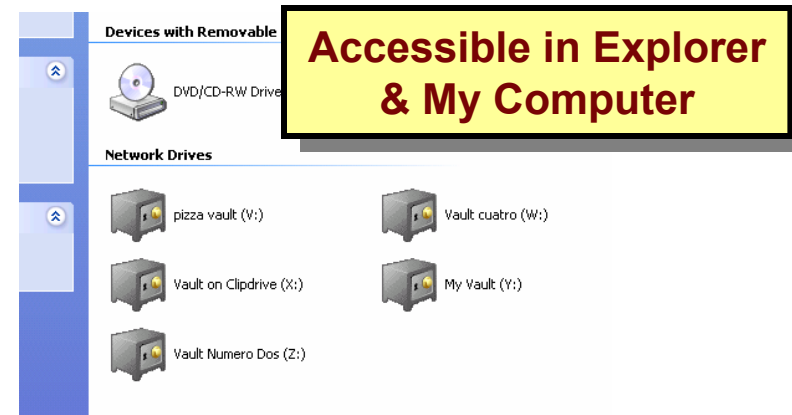 Devices with Removable
Accessible in Explorer
& My Computer
DVD/CD-RW Drive
Network Drives
pizza vault (V:)
Vault cuatro (W:)
Vault on Clipdrive (X:)
My Vault (Y:)
Vault Numero Dos (Z:)